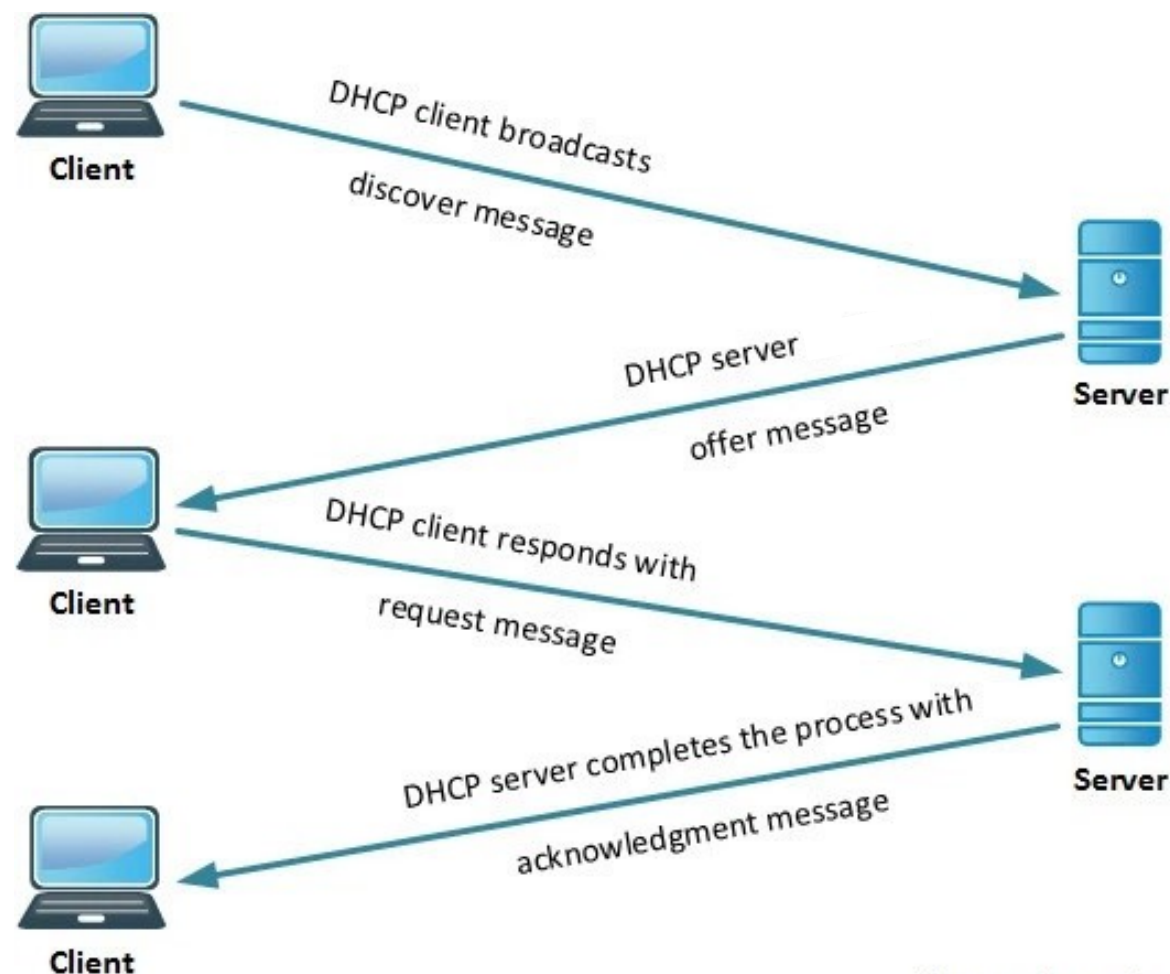 Client
DHCP client broadcasts
discover message
Server
DHCP server
offer message
Client
DHCP client responds with
request message
Server
DHCP server completes the process with
acknowledgment message
Client